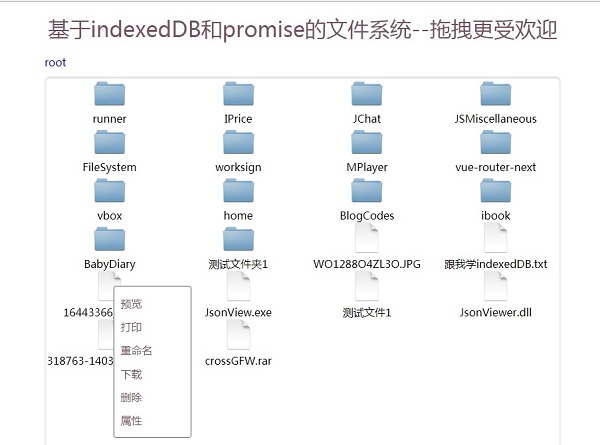 基于indexedDB和promise的文件系统--拖拽更受欢迎
root
runner IPrice JChat JSMiscellaneous
FileSystem worksign MPlayer vue-router-next
vbox home BlogCodes ibook
BabyDiary 测试文件夹1 WO1288O4ZL3O.JPG 跟我学indexedDB.txt
16443366 JsonView.exe 测试文件1 JsonViewer.dll
318763-1403 crossGFW.rar
预览
打印
重命名
下载
删除
属性